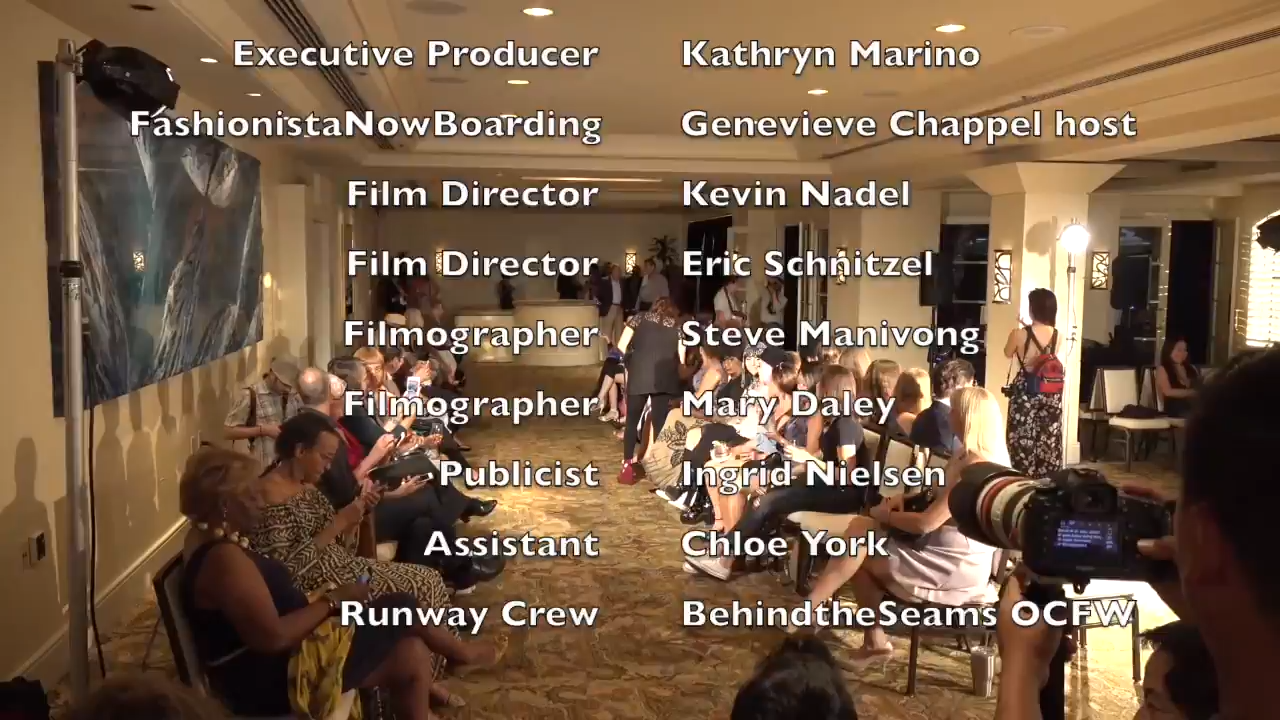 Executive Producer Kathryn Marino
FashionistaNowBoarding Genevieve Chappel host
Film Director Kevin Nadel
Film Director Eric Schnitzel
Filmographer Steve Manivong
Filmographer Mary Daley
Publicist Ingrid Nielsen
Assistant Chloe York
Runway Crew BehindtheSeams OCFW